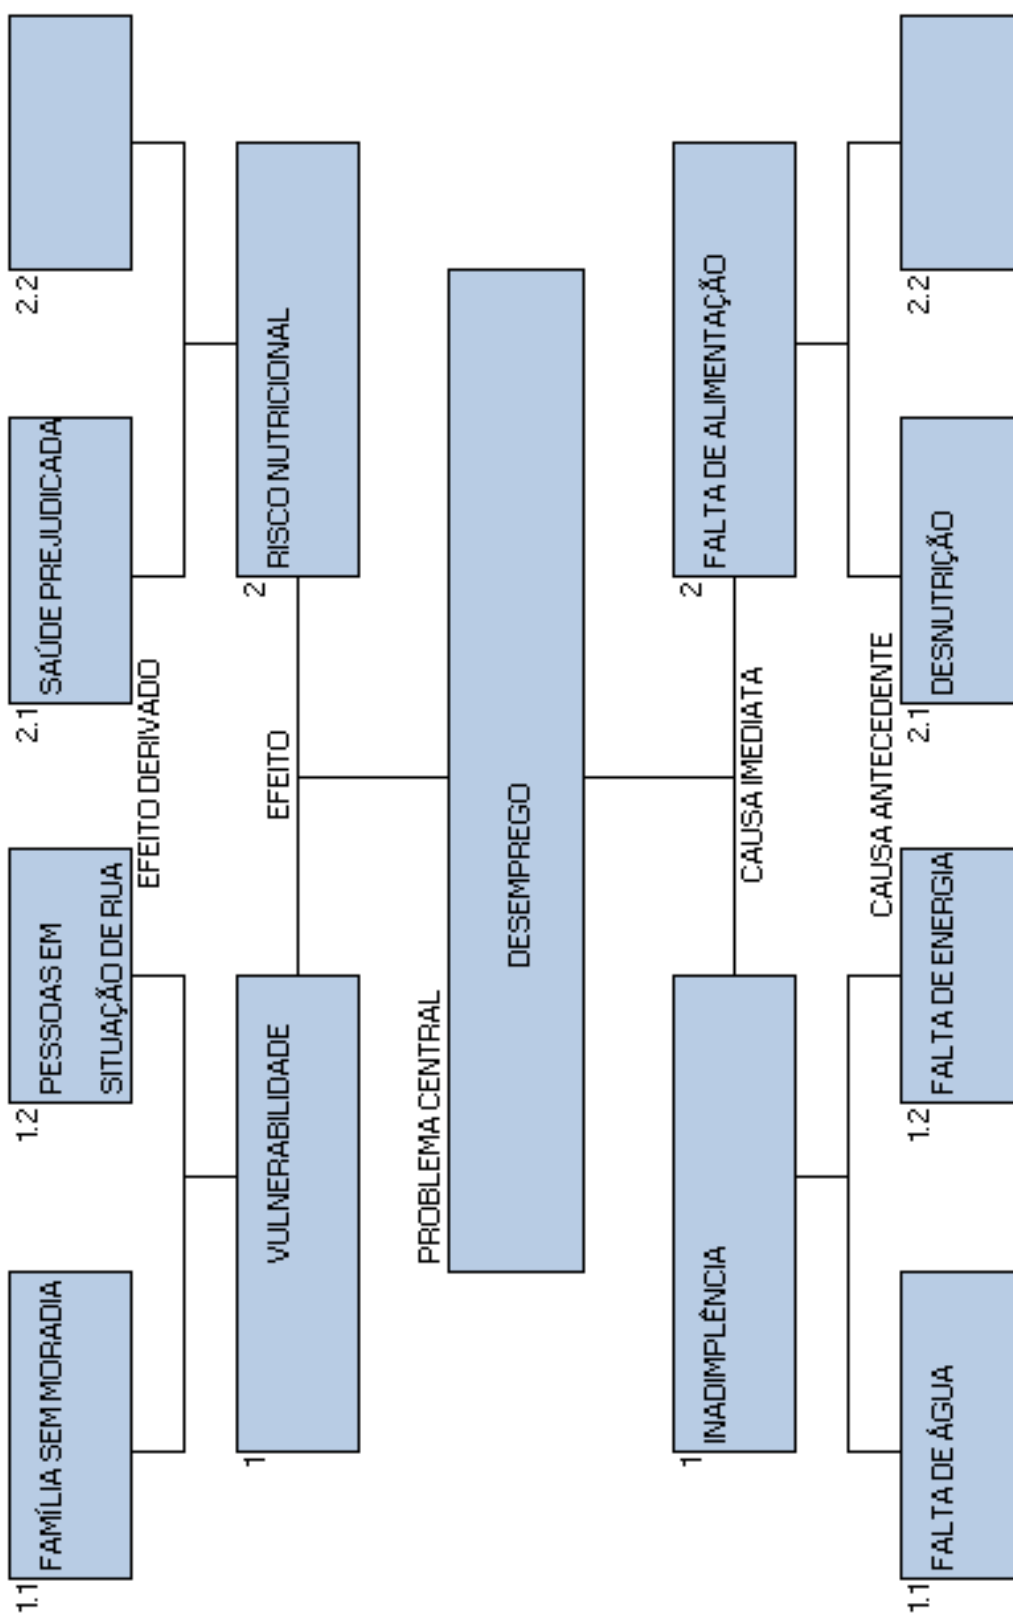 1.1
FAMÍLIA SEM MORADIA
1.2
PESSOAS EM
SITUAÇÃO DE RUA
2.1
SAÚDE PREJUDICADA
2.2
EFEITO DERIVADO
1
VULNERABILIDADE
EFEITO
2
RISCO NUTRICIONAL
PROBLEMA CENTRAL
DESEMPREGO
1
INADIMPLÊNCIA
2
FALTA DE ALIMENTAÇÃO
CAUSA IMEDIATA
CAUSA ANTECEDENTE
1.1
FALTA DE ÁGUA
1.2
FALTA DE ENERGIA
2.1
DESNUTRIÇÃO
2.2